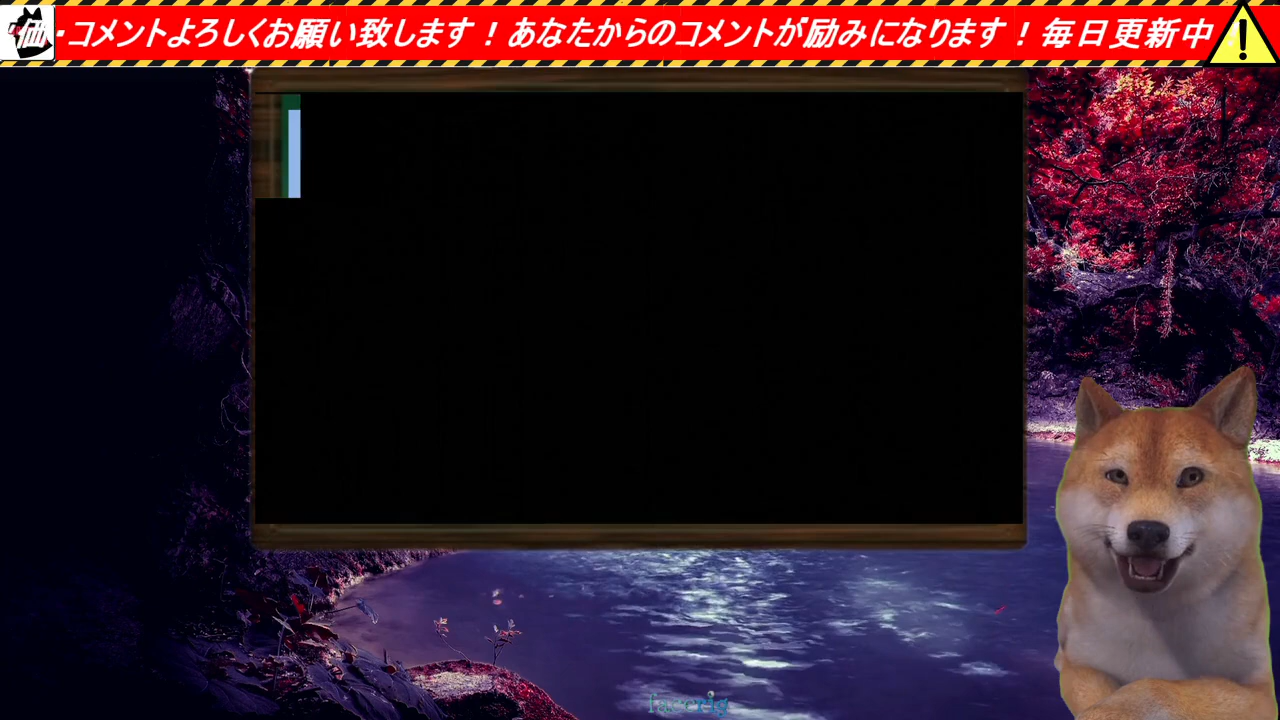 価・コメントよろしくお願い致します！あなたからのコメントが励みになります！毎日更新中
facerig